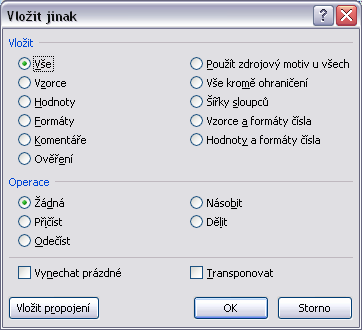 Vložit jinak
Vložit
Vše
Použít zdrojový motiv u všech
Vzorce
Vše kromě ohraničení
Hodnoty
Šířky sloupců
Formáty
Vzorce a formáty čísla
Komentáře
Hodnoty a formáty čísla
Ověření
Operace
Žádná
Násobit
Přičíst
Dělit
Odečíst
Vynechat prázdné
Transponovat
Vložit propojení
OK
Storno